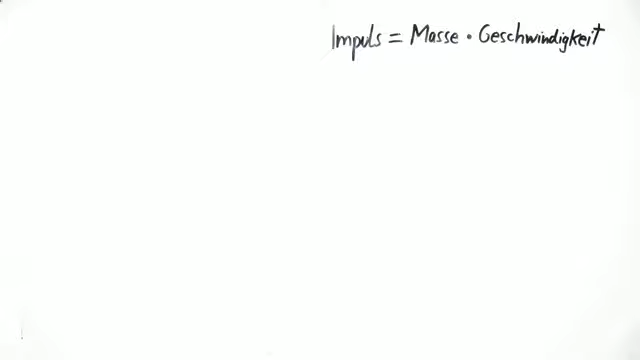 Impuls = Masse • Geschwindigkeit